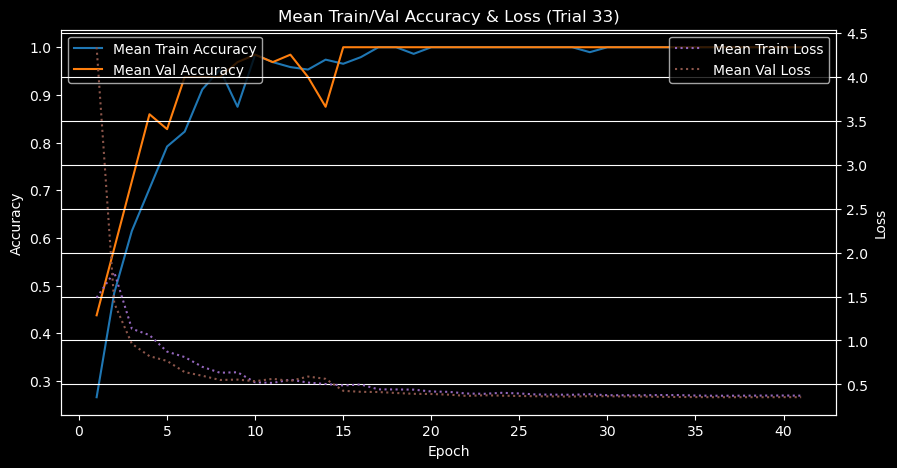 Mean Train/Val Accuracy & Loss (Trial 33)
Mean Train Accuracy
Mean Val Accuracy
Mean Train Loss
Mean Val Loss
1.0
0.9
0.8
0.7
0.6
0.5
0.4
0.3
Accuracy
4.5
4.0
3.5
3.0
2.5
2.0
1.5
1.0
0.5
Loss
0 5 10 15 20 25 30 35 40
Epoch